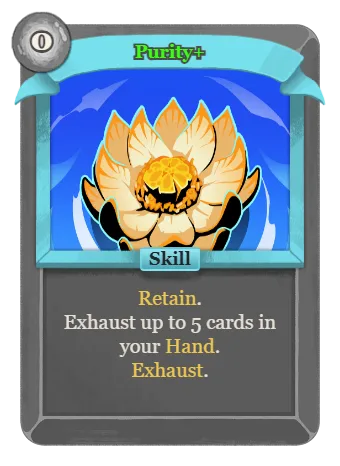 0
Purity+
Skill
Retain.
Exhaust up to 5 cards in
your Hand.
Exhaust.